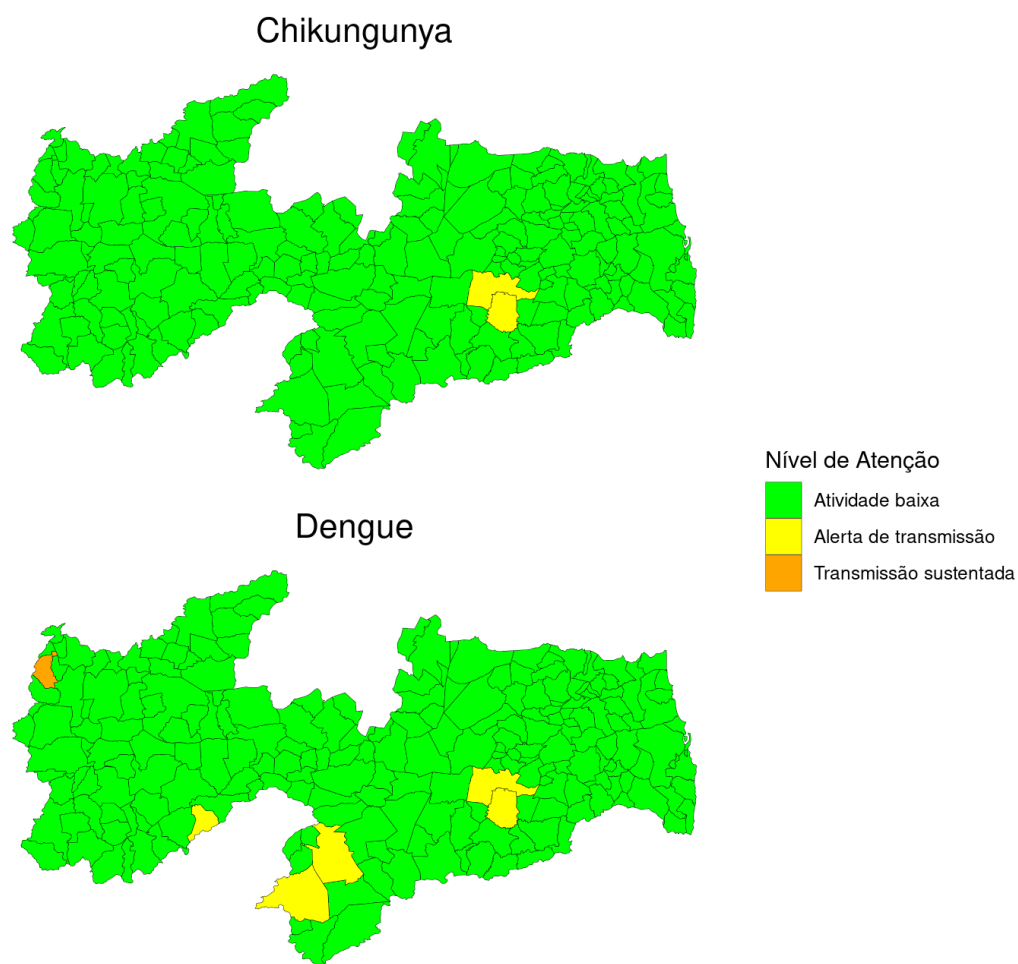 Chikungunya
Dengue
Nível de Atenção
Atividade baixa
Alerta de transmissão
Transmissão sustentada